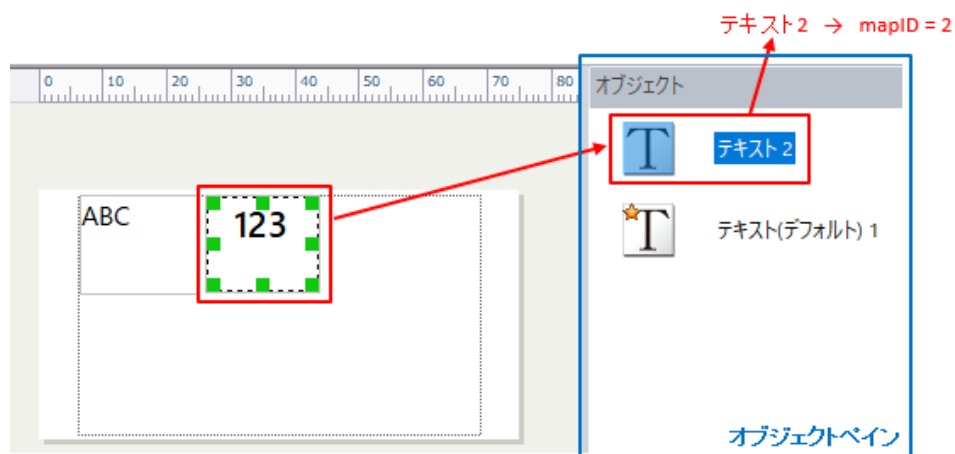 テキスト2 → mapID = 2
0 10 20 30 40 50 60 70 80
オブジェクト
T テキスト 2
ABC
123
T テキスト(デフォルト) 1
オブジェクトペイン